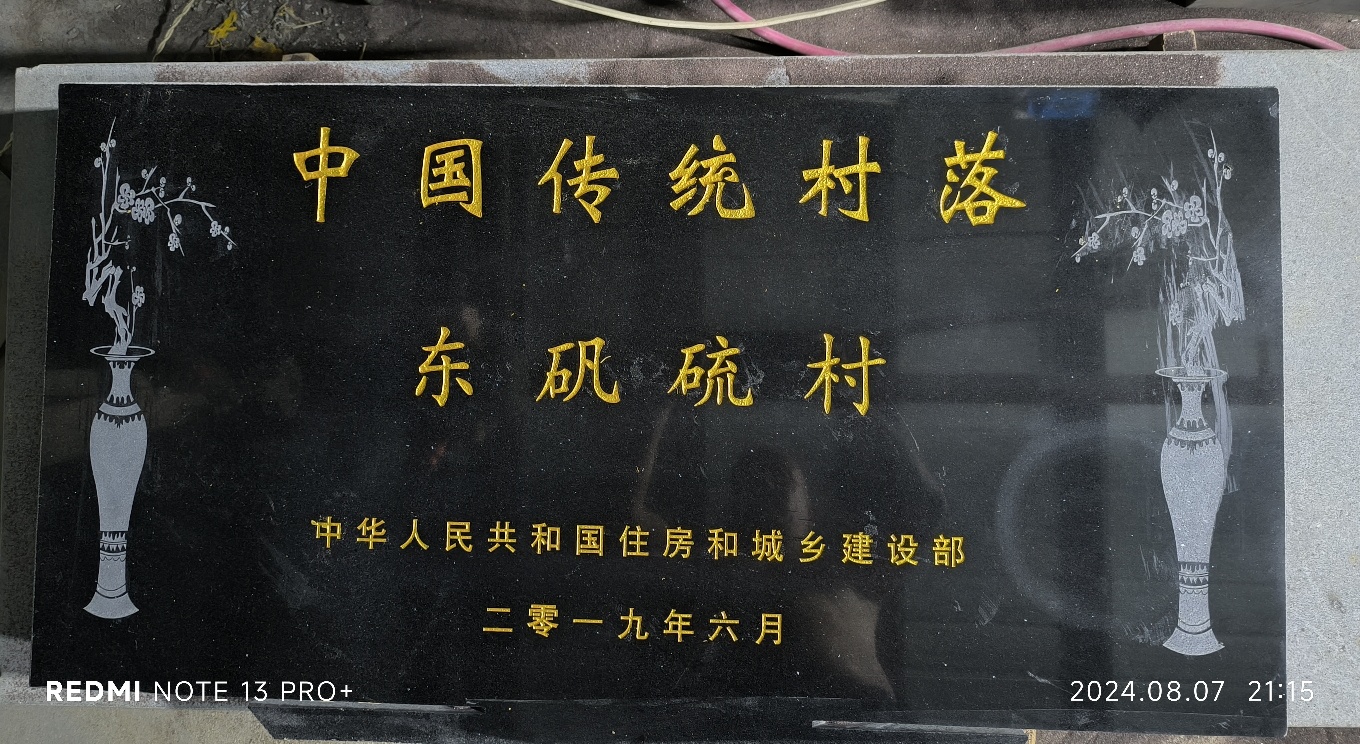 中国传统村落
东矾硫村
中华人民共和国住房和城乡建设部
二零一九年六月
REDMI NOTE 13 PRO+
2024.08.07 21:15